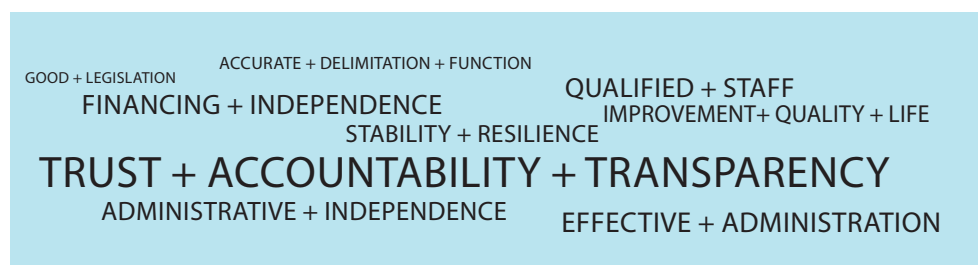 ACCURATE + DELIMITATION + FUNCTION
GOOD + LEGISLATION
QUALIFIED + STAFF
FINANCING + INDEPENDENCE
IMPROVEMENT+ QUALITY + LIFE
STABILITY + RESILIENCE
TRUST + ACCOUNTABILITY + TRANSPARENCY
ADMINISTRATIVE + INDEPENDENCE
EFFECTIVE + ADMINISTRATION